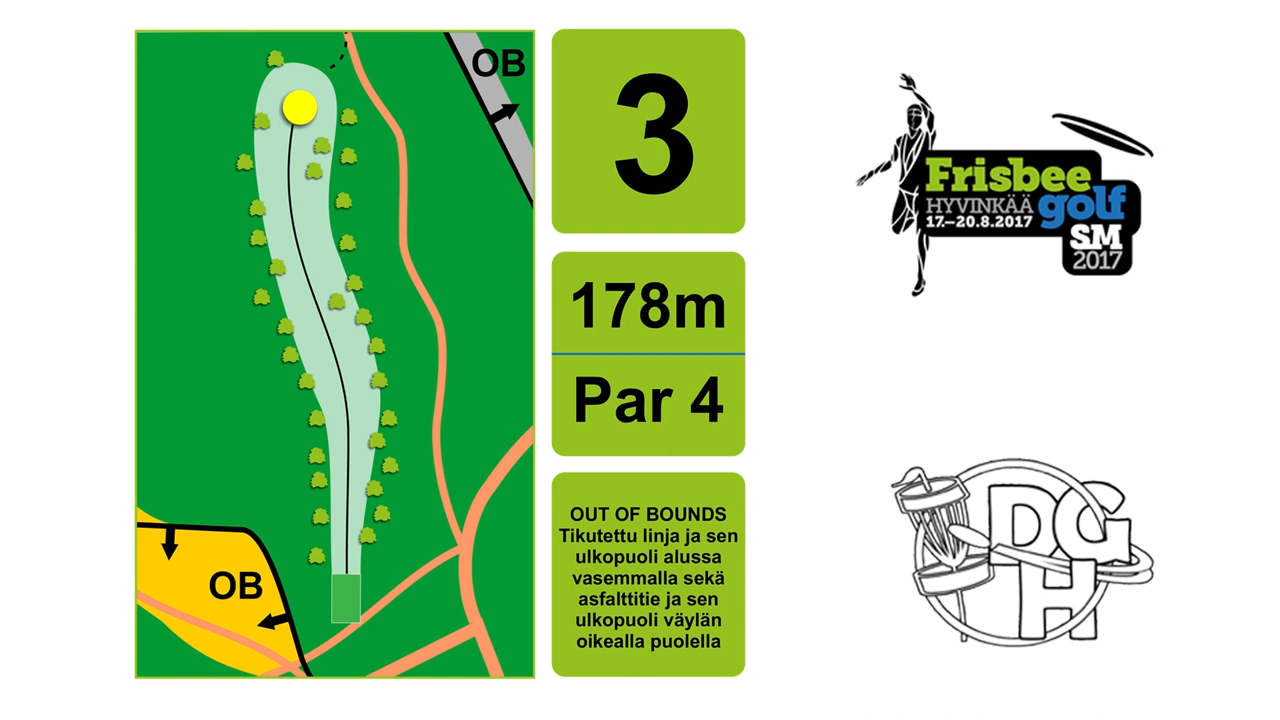 OB
OB
3
178m
Par 4
OUT OF BOUNDS
Tikutettu linja ja sen
ulkopuoli alussa
vasemmalla sekä
asfalttitie ja sen
ulkopuoli väylän
oikealla puolella
Frisbee
HYVINKÄÄ golf
17.–20.8.2017
SM
2017
DG
H